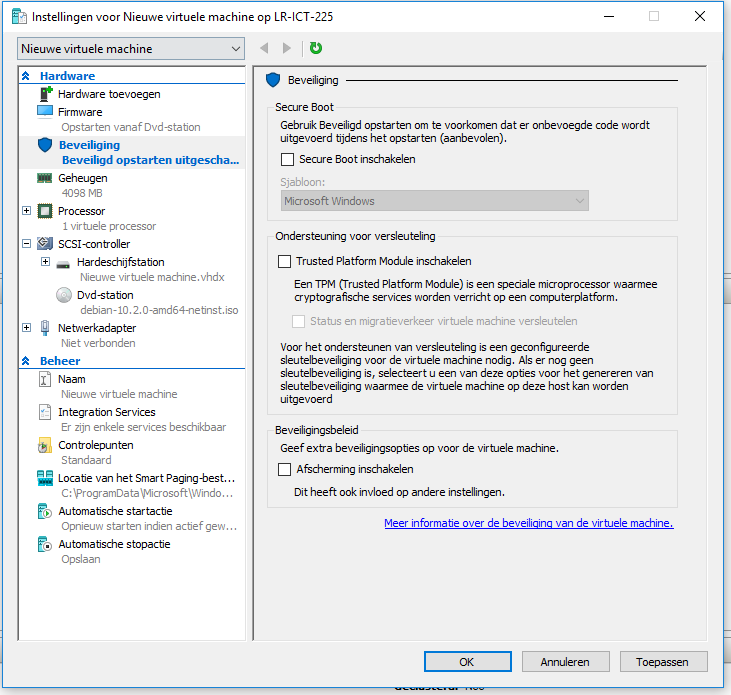 Instellingen voor Nieuwe virtuele machine op LR-ICT-225
Nieuwe virtuele machine
Hardware
Hardware toevoegen
Firmware
Opstarten vanaf Dvd-station
Beveiliging
Beveiligd opstarten uitgescha...
Geheugen
4098 MB
Processor
1 virtuele processor
SCSI-controller
Hardeschijfstation
Nieuwe virtuele machine.vhdx
Dvd-station
debian-10.2.0-amd64-netinst.iso
Netwerkadapter
Niet verbonden
Beheer
Naam
Nieuwe virtuele machine
Integration Services
Er zijn enkele services beschikbaar
Controlepunten
Standaard
Locatie van het Smart Paging-best...
C:\ProgramData\Microsoft\Windo...
Automatische startactie
Opnieuw starten indien actief gew...
Automatische stopactie
Opslaan
Beveiliging
Secure Boot
Gebruik Beveiligd opstarten om te voorkomen dat er onbevoegde code wordt
uitgevoerd tijdens het opstarten (aanbevolen).
Secure Boot inschakelen
Sjabloon:
Microsoft Windows
Ondersteuning voor versleuteling
Trusted Platform Module inschakelen
Een TPM (Trusted Platform Module) is een speciale microprocessor waarmee
cryptografische services worden verricht op een computerplatform.
Status en migratieverkeer virtuele machine versleutelen
Voor het ondersteunen van versleuteling is een geconfigureerde
sleutelbeveiliging voor de virtuele machine nodig. Als er nog geen
sleutelbeveiliging is, selecteert u een van deze opties voor het genereren van
sleutelbeveiliging waarmee de virtuele machine op deze host kan worden
uitgevoerd
Beveiligingsbeleid
Geef extra beveiligingsopties op voor de virtuele machine.
Afscherming inschakelen
Dit heeft ook invloed op andere instellingen.
Meer informatie over de beveiliging van de virtuele machine.
OK
Annuleren
Toepassen